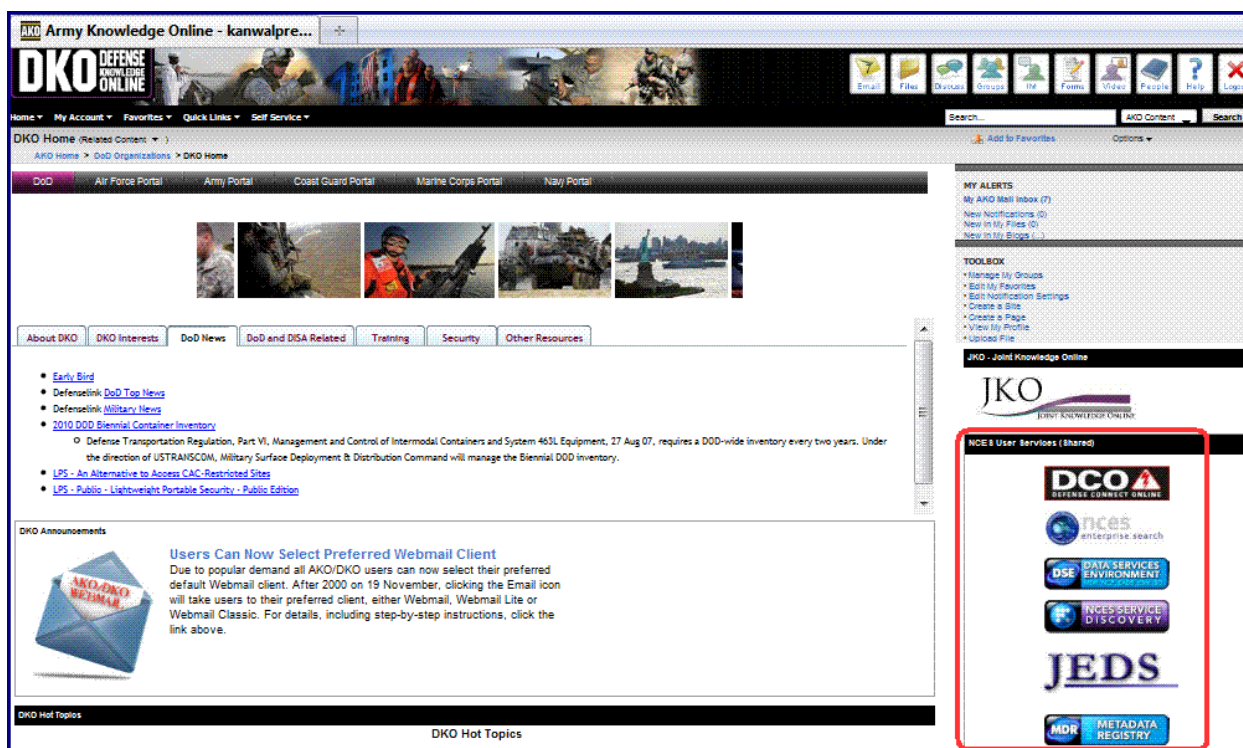 AKO Army Knowledge Online - kanwalpre...
DKO DEFENSE KNOWLEDGE ONLINE
Email Files Discuss Groups IM Forms Video People Help Logou
Home My Account Favorites Quick Links Self Service
Search... AKO Content Search
DKO Home (Related Content )
Add to Favorites Options
AKO Home > DoD Organizations > DKO Home
DoD Air Force Portal Army Portal Coast Guard Portal Marine Corps Portal Navy Portal
MY ALERTS
My AKO Mail Inbox (7)
New Notifications (0)
New In My Files (0)
New In My Blogs (...)
TOOLBOX
• Manage My Groups
• Edit My Favorites
• Edit Notification Settings
• Create a Site
• Create a Page
• View My Profile
• Upload File
About DKO DKO Interests DoD News DoD and DISA Related Training Security Other Resources
• Early Bird
• Defenselink DoD Top News
• Defenselink Military News
• 2010 DOD Biennial Container Inventory
o Defense Transportation Regulation, Part VI, Management and Control of Intermodal Containers and System 463L Equipment, 27 Aug 07, requires a DOD-wide inventory every two years. Under
the direction of USTRANSCOM, Military Surface Deployment & Distribution Command will manage the Biennial DOD inventory.
• LPS - An Alternative to Access CAC-Restricted Sites
• LPS - Public - Lightweight Portable Security - Public Edition
JKO - Joint Knowledge Online
JKO
JOINT KNOWLEDGE ONLINE
NCES User Services (Shared)
DCO
DEFENSE CONNECT ONLINE
nces
enterprise search
DSE DATA SERVICES
ENVIRONMENT
NCES SERVICE
DISCOVERY
JEDS
MDR METADATA
REGISTRY
DKO Announcements
AKO/DKO
WEBMAIL
Users Can Now Select Preferred Webmail Client
Due to popular demand all AKO/DKO users can now select their preferred
default Webmail client. After 2000 on 19 November, clicking the Email icon
will take users to their preferred client, either Webmail, Webmail Lite or
Webmail Classic. For details, including step-by-step instructions, click the
link above.
DKO Hot Topics
DKO Hot Topics